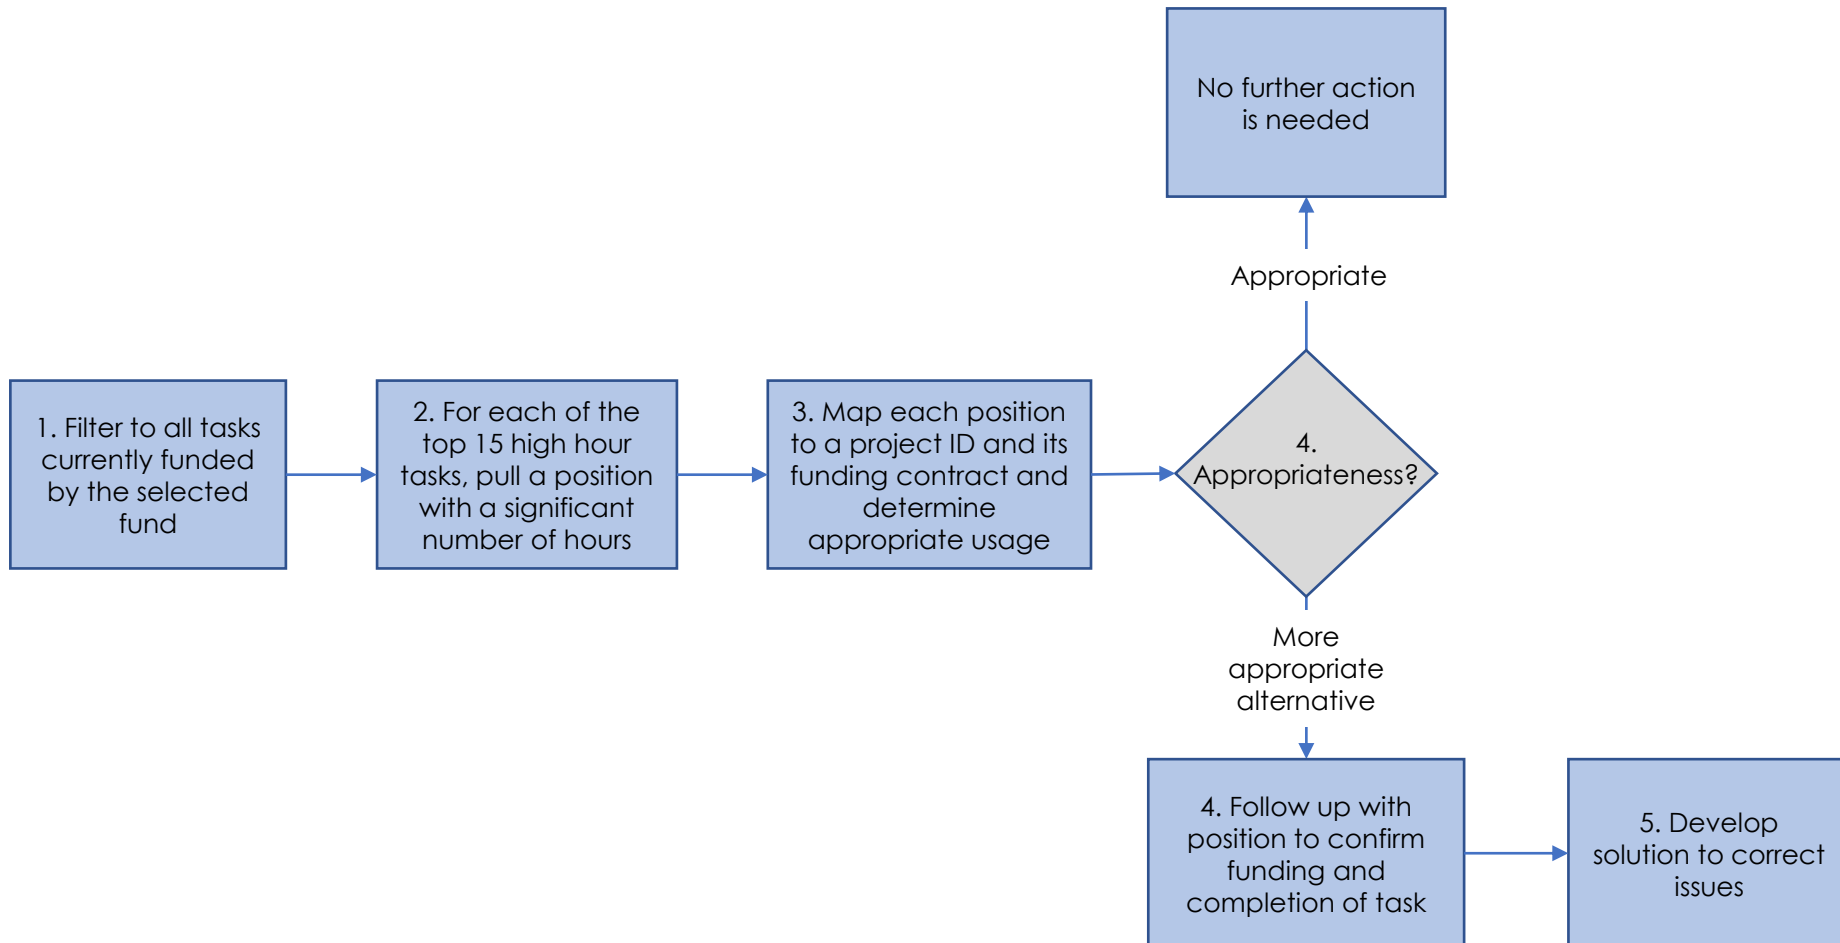 No further action
is needed
Appropriate
1. Filter to all tasks
currently funded
by the selected
fund
2. For each of the
top 15 high hour
tasks, pull a position
with a significant
number of hours
3. Map each position
to a project ID and its
funding contract and
determine
appropriate usage
4.
Appropriateness?
More
appropriate
alternative
4. Follow up with
position to confirm
funding and
completion of task
5. Develop
solution to correct
issues